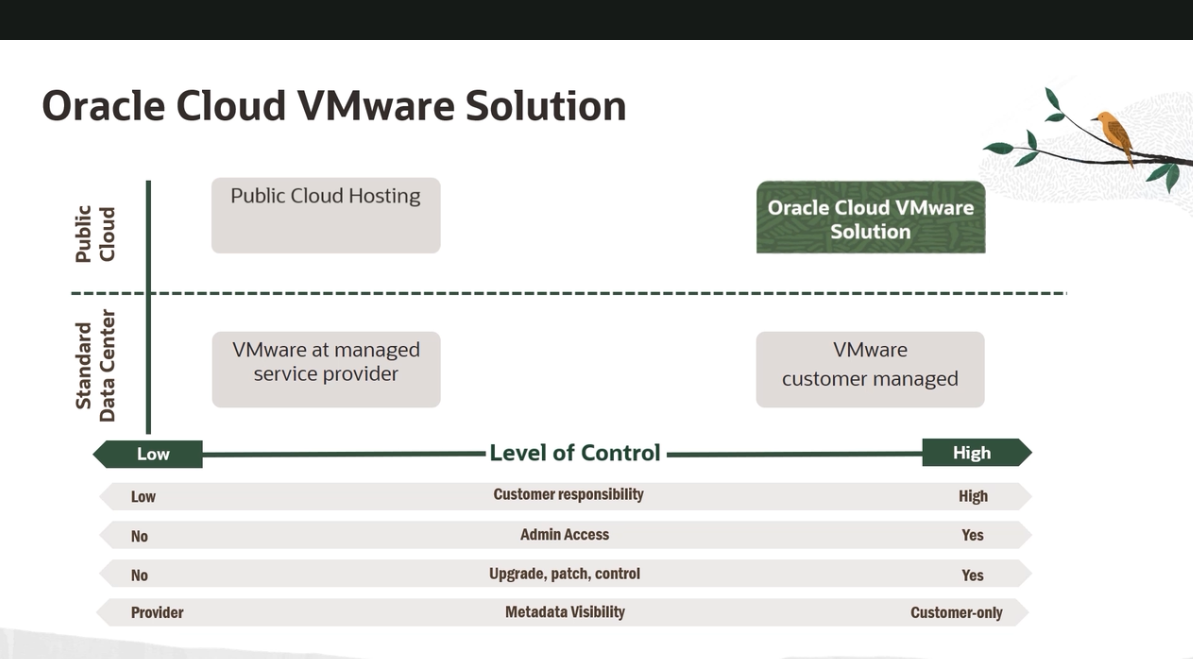 Oracle Cloud VMware Solution
Public
Cloud
Public Cloud Hosting
Oracle Cloud VMware
Solution
Standard
Data Center
VMware at managed
service provider
VMware
customer managed
Low
Level of Control
High
Low
Customer responsibility
High
No
Admin Access
Yes
No
Upgrade, patch, control
Yes
Provider
Metadata Visibility
Customer-only